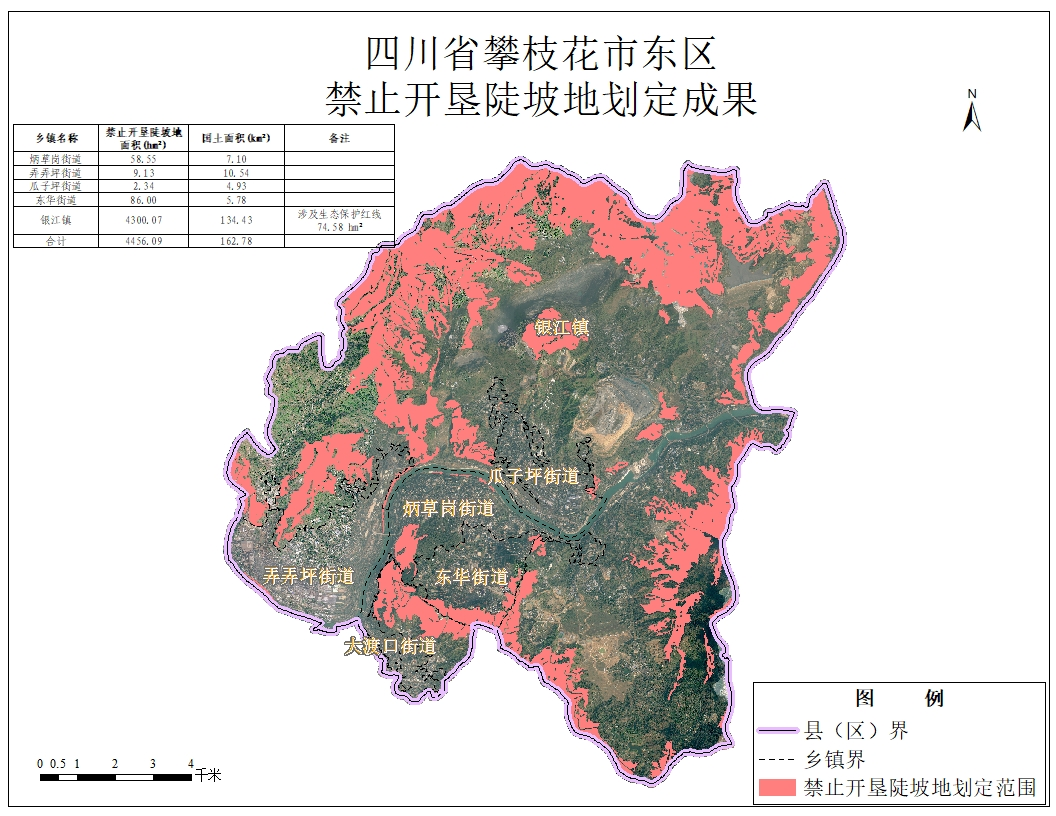 四川省攀枝花市东区
禁止开垦陡坡地划定成果
N
乡镇名称 禁止开垦陡坡地面积(hm²) 国土面积(km²) 备注
炳草岗街道 58.55 7.10
弄弄坪街道 9.13 10.54
瓜子坪街道 2.34 4.93
东华街道 86.00 5.78
银江镇 4300.07 134.43 涉及生态保护红线74.58 hm²
合计 4456.09 162.78
银江镇
瓜子坪街道
炳草岗街道
弄弄坪街道
东华街道
大渡口街道
图 例
县（区）界
乡镇界
禁止开垦陡坡地划定范围
0 0.5 1 2 3 4
千米